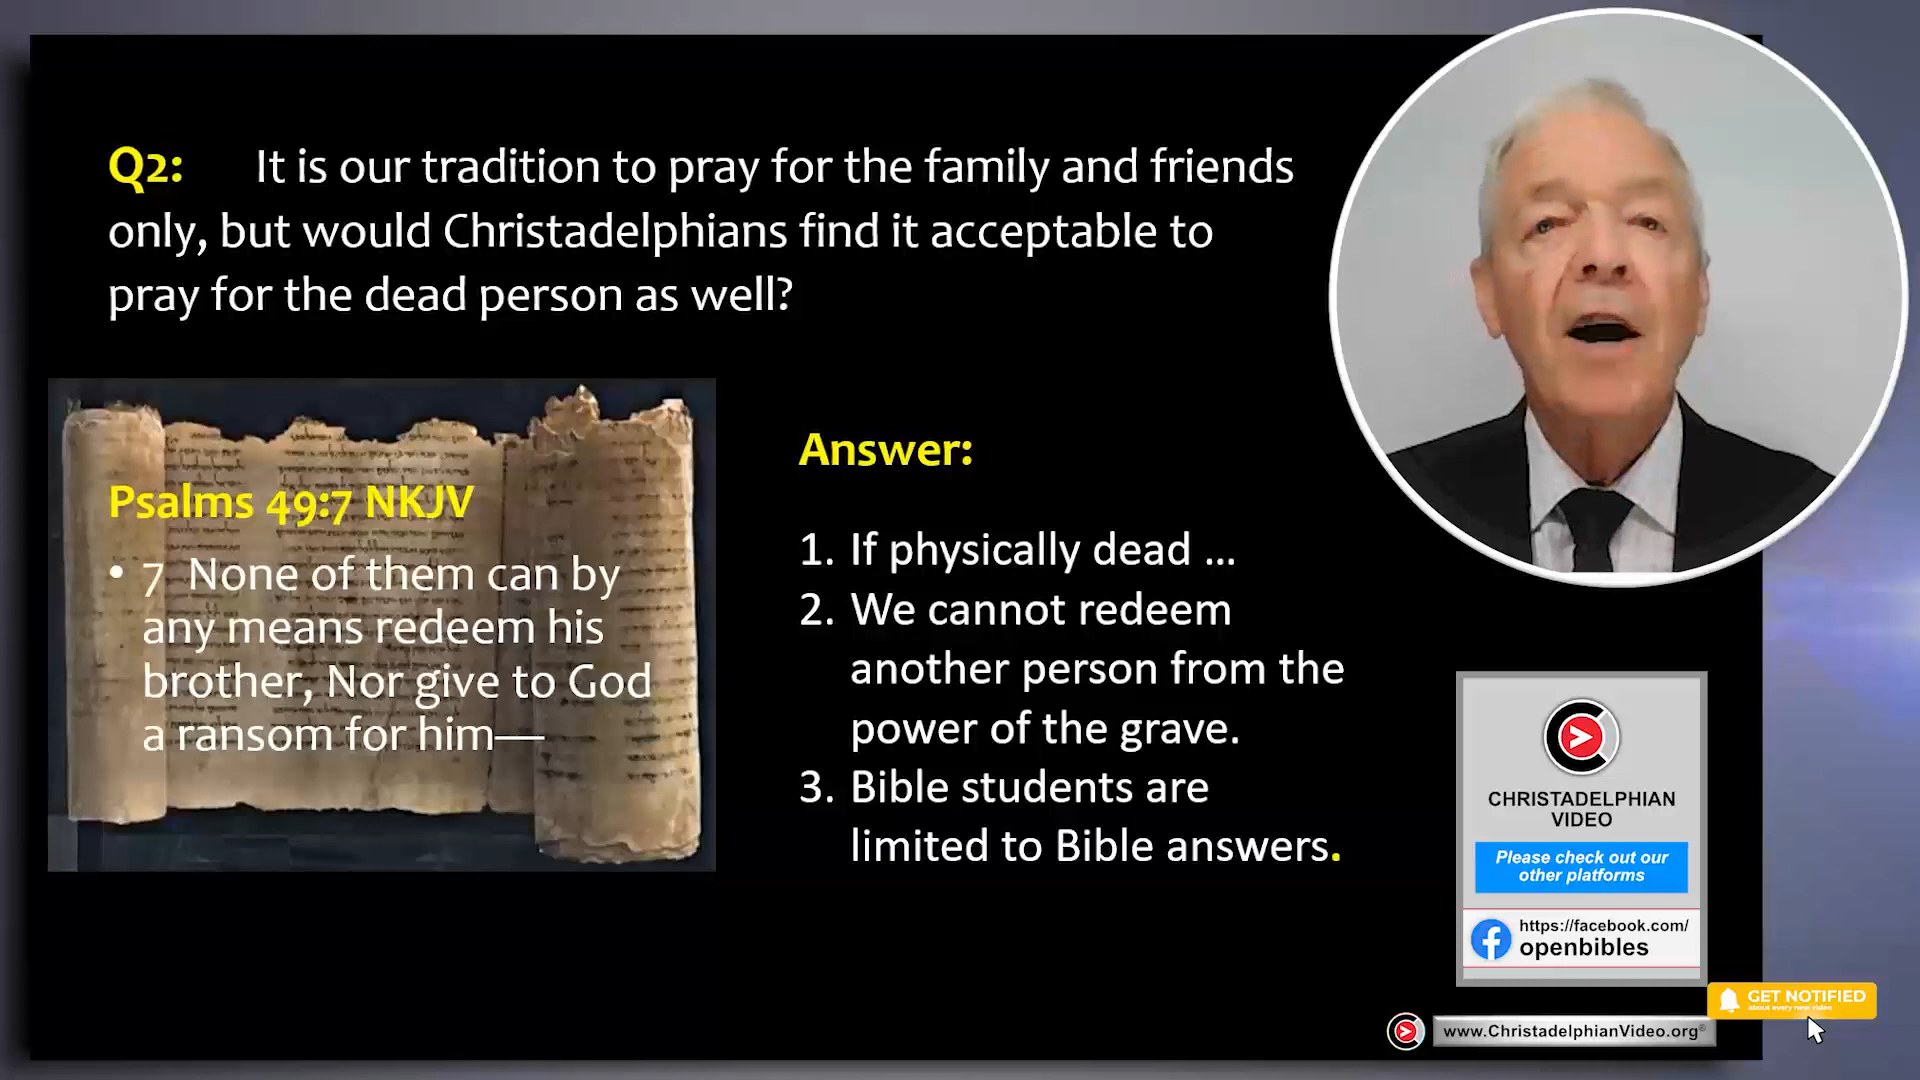 Q2: It is our tradition to pray for the family and friends
only, but would Christadelphians find it acceptable to
pray for the dead person as well?
Psalms 49:7 NKJV
• 7 None of them can by
any means redeem his
brother, Nor give to God
a ransom for him—
Answer:
1. If physically dead ...
2. We cannot redeem
another person from the
power of the grave.
3. Bible students are
limited to Bible answers.
CHRISTADELPHIAN
VIDEO
Please check out our
other platforms
https://facebook.com/
openbibles
GET NOTIFIED
about every new video
www.ChristadelphianVideo.org®